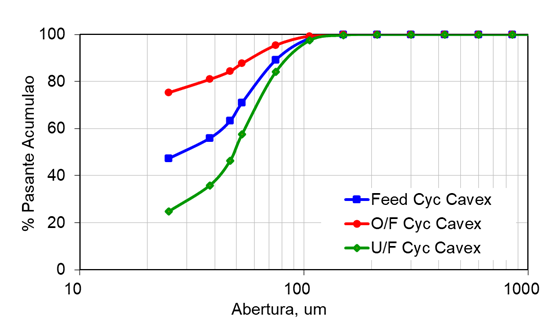 100
80
60
40
20
0
% Pasante Acumulao
Feed Cyc Cavex
O/F Cyc Cavex
U/F Cyc Cavex
10
100
1000
Abertura, um